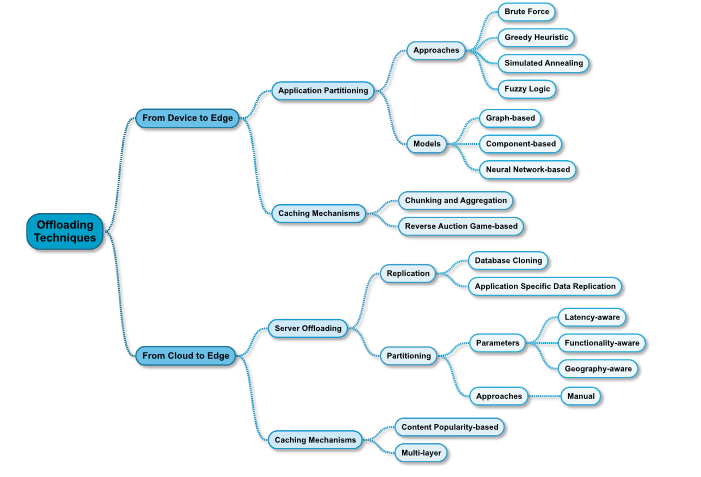 Offloading
Techniques
From Device to Edge
Application Partitioning
Approaches
Brute Force
Greedy Heuristic
Simulated Annealing
Fuzzy Logic
Models
Graph-based
Component-based
Neural Network-based
Caching Mechanisms
Chunking and Aggregation
Reverse Auction Game-based
From Cloud to Edge
Server Offloading
Replication
Database Cloning
Application Specific Data Replication
Partitioning
Parameters
Latency-aware
Functionality-aware
Geography-aware
Approaches
Manual
Caching Mechanisms
Content Popularity-based
Multi-layer